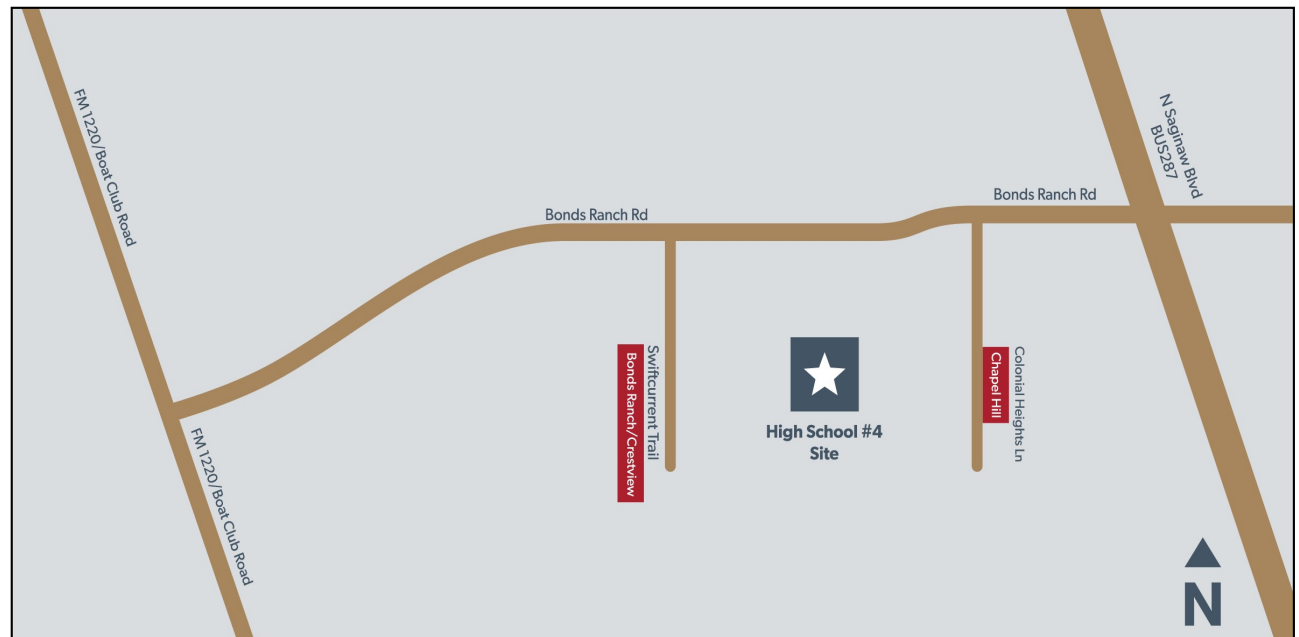 FM 1220/Boat Club Road
N Saginaw Blvd
BUS287
Bonds Ranch Rd
Bonds Ranch Rd
Swiftcurrent Trail
Bonds Ranch/Crestview
High School #4
Site
Colonial Heights Ln
Chapel Hill
FM 1220/Boat Club Road
N